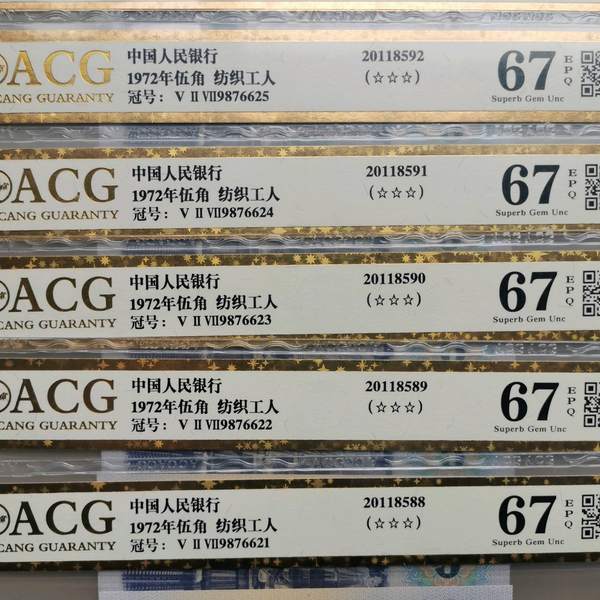 ACG 中国人民银行 20118592 67 EPQ
CANG GUARANTY 1972年伍角 纺织工人 (☆☆☆) Superb Gem Unc
冠号: V II VII9876625
ACG 中国人民银行 20118591 67 EPQ
CANG GUARANTY 1972年伍角 纺织工人 (☆☆☆) Superb Gem Unc
冠号: V II VII9876624
ACG 中国人民银行 20118590 67 EPQ
CANG GUARANTY 1972年伍角 纺织工人 (☆☆☆) Superb Gem Unc
冠号: V II VII9876623
ACG 中国人民银行 20118589 67 EPQ
CANG GUARANTY 1972年伍角 纺织工人 (☆☆☆) Superb Gem Unc
冠号: V II VII9876622
ACG 中国人民银行 20118588 67 EPQ
CANG GUARANTY 1972年伍角 纺织工人 (☆☆☆) Superb Gem Unc
冠号: V II VII9876621